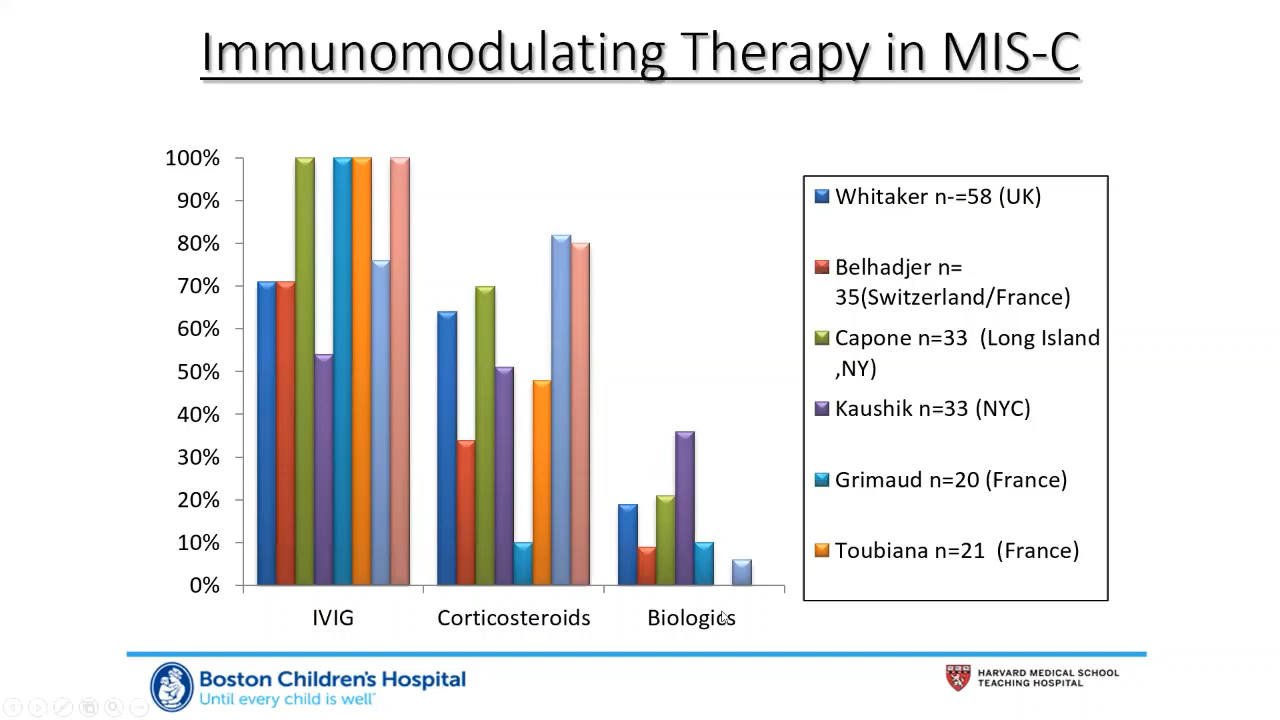 Immunomodulating Therapy in MIS-C
100%
90%
80%
70%
60%
50%
40%
30%
20%
10%
0%
IVIG
Corticosteroids
Biologics
Whitaker n-=58 (UK)
Belhadjer n=
35(Switzerland/France)
Capone n=33 (Long Island
,NY)
Kaushik n=33 (NYC)
Grimaud n=20 (France)
Toubiana n=21 (France)
Boston Children's Hospital
Until every child is well™
HARVARD MEDICAL SCHOOL
TEACHING HOSPITAL